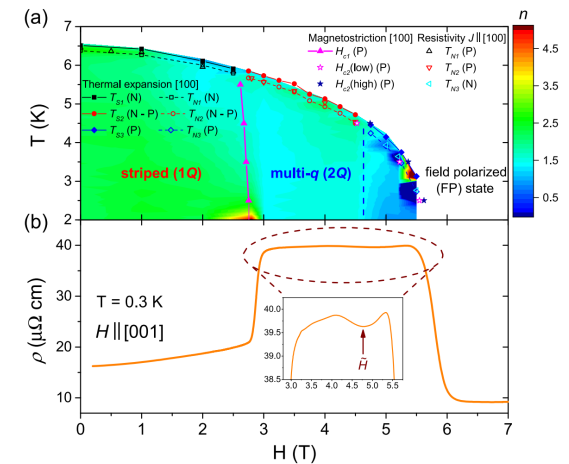 (a)
Magnetostriction [100]
H_c1 (P)
H_c2(low) (P)
H_c2(high) (P)
Resistivity J||[100]
T_N1 (P)
T_N2 (P)
T_N3 (N)
n
4.5
3.5
2.5
1.5
0.5
Thermal expansion [100]
T_S1 (N)
T_N1 (N)
T_S2 (N - P)
T_N2 (N - P)
T_S3 (P)
T_N3 (P)
striped (1Q)
multi-q (2Q)
field polarized
(FP) state
T (K)
7
6
5
4
3
2
(b)
T = 0.3 K
H||[001]
ρ (μΩ cm)
40
30
20
10
40.0
39.5
39.0
38.5
H̄
3.0 3.5 4.0 4.5 5.0 5.5
0 1 2 3 4 5 6 7
H (T)